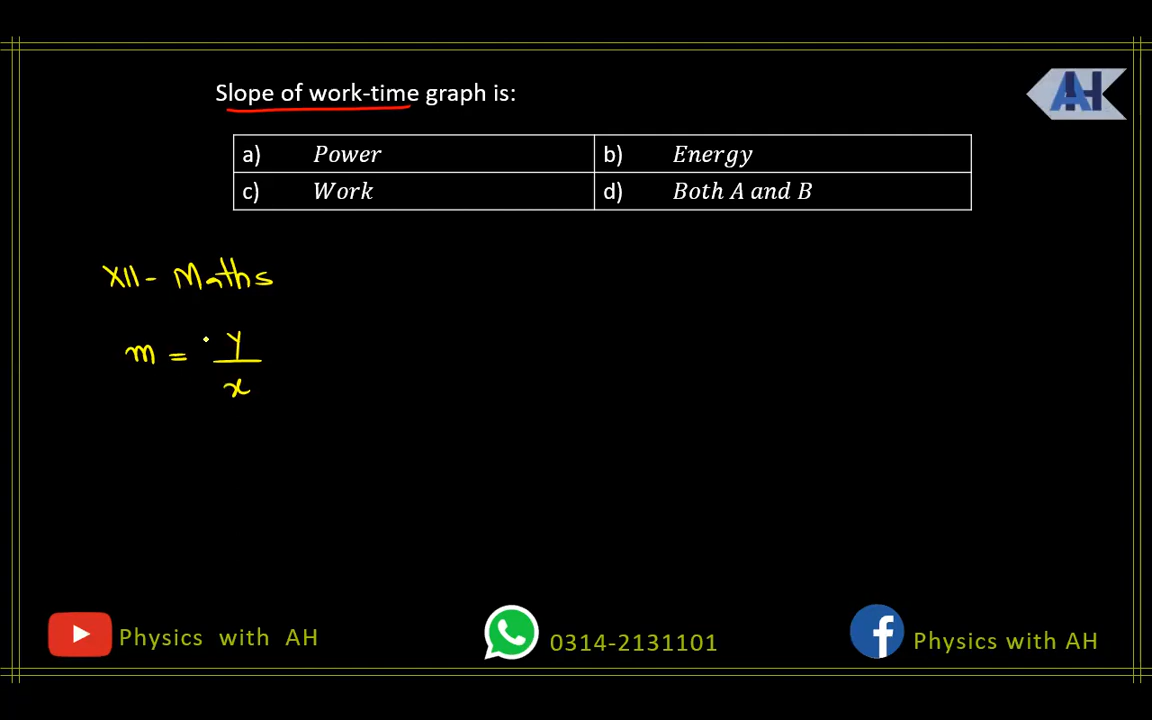 Slope of work-time graph is:
a) Power b) Energy
c) Work d) Both A and B
XII - Maths
m = y
x
AH
Physics with AH 0314-2131101 Physics with AH